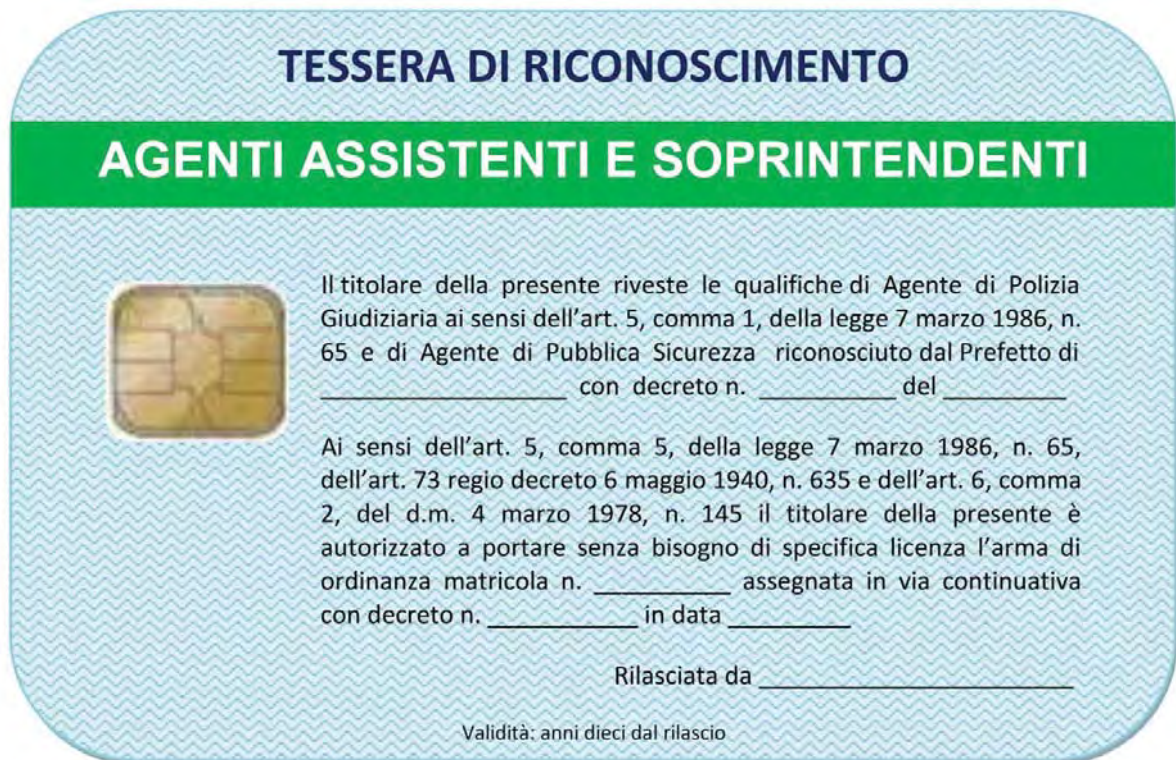 TESSERA DI RICONOSCIMENTO
AGENTI ASSISTENTI E SOPRINTENDENTI
Il titolare della presente riveste le qualifiche di Agente di Polizia
Giudiziaria ai sensi dell’art. 5, comma 1, della legge 7 marzo 1986, n.
65 e di Agente di Pubblica Sicurezza riconosciuto dal Prefetto di
__________________ con decreto n. __________ del _________
Ai sensi dell’art. 5, comma 5, della legge 7 marzo 1986, n. 65,
dell’art. 73 regio decreto 6 maggio 1940, n. 635 e dell’art. 6, comma
2, del d.m. 4 marzo 1978, n. 145 il titolare della presente è
autorizzato a portare senza bisogno di specifica licenza l’arma di
ordinanza matricola n. __________ assegnata in via continuativa
con decreto n. ___________ in data _________
Rilasciata da _______________________
Validità: anni dieci dal rilascio